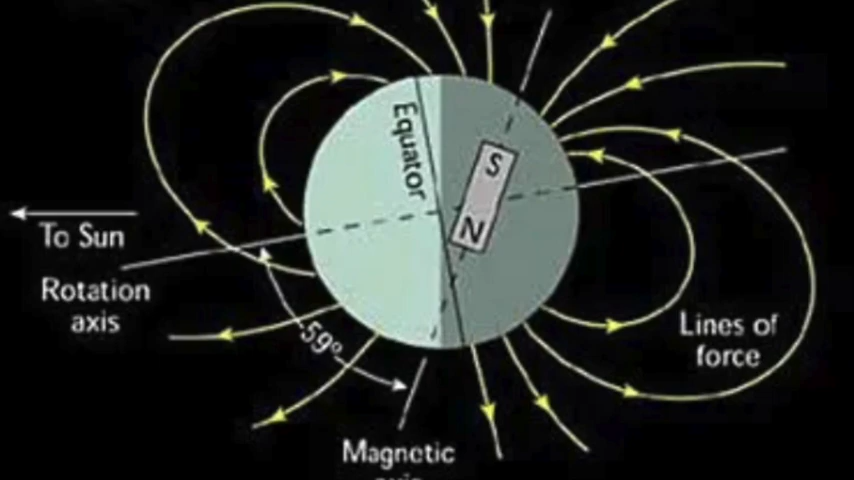 Equator
S
N
To Sun
Rotation
axis
59°
Lines of
force
Magnetic